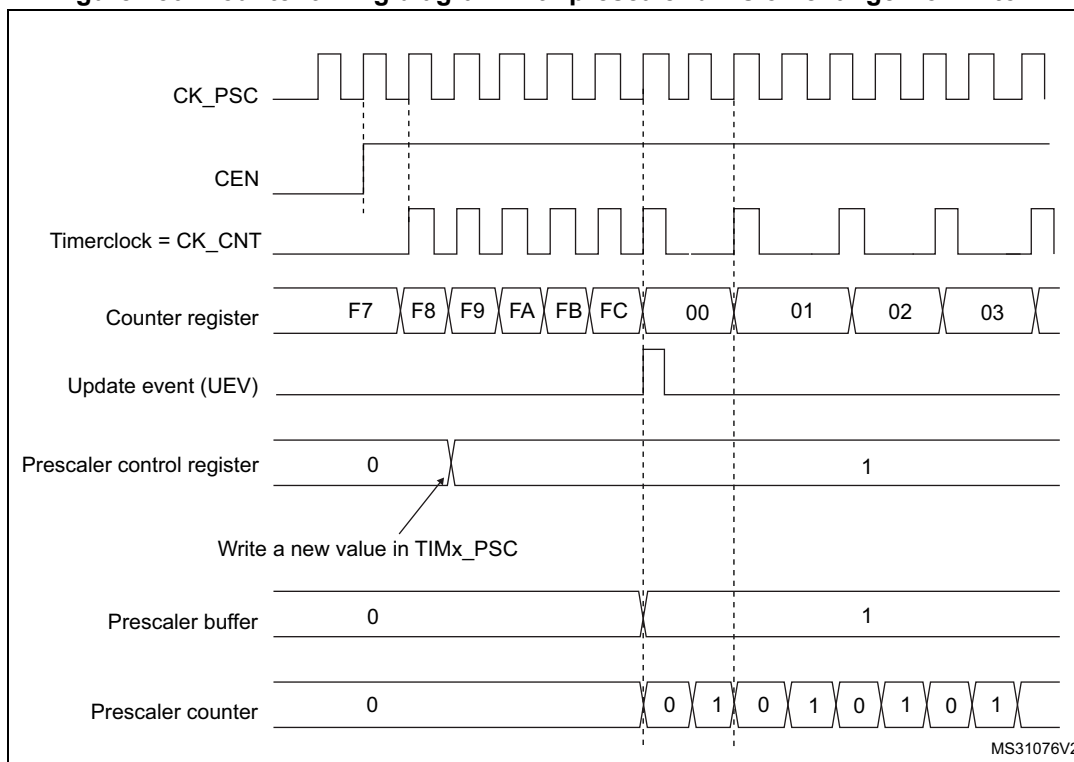 CK_PSC
CEN
Timerclock = CK_CNT
Counter register F7 F8 F9 FA FB FC 00 01 02 03
Update event (UEV)
Prescaler control register 0 1
Write a new value in TIMx_PSC
Prescaler buffer 0 1
Prescaler counter 0 0 1 0 1 0 1 0 1
MS31076V2